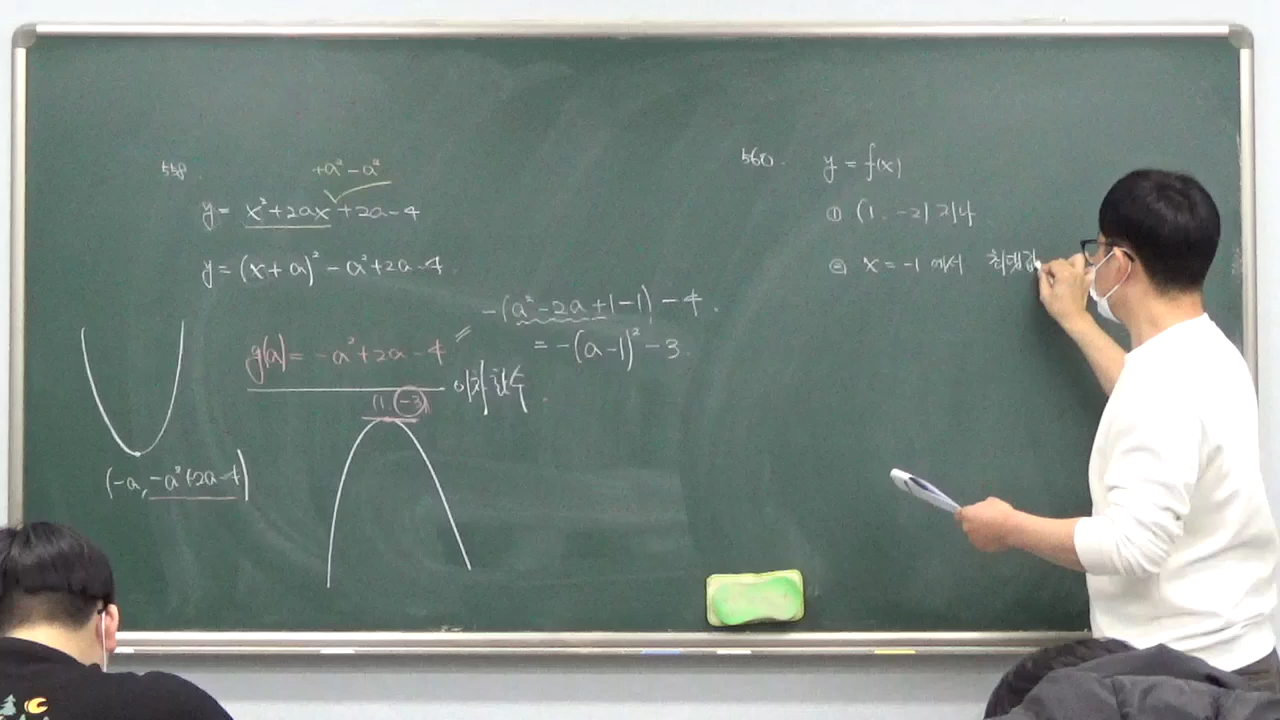 558.
+a² - a²
y = x² + 2ax + 2a - 4
y = (x + a)² - a² + 2a - 4
-(a² - 2a + 1 - 1) - 4.
= -(a - 1)² - 3.
g(a) = -a² + 2a - 4
이차함수.
(1, -3)
(-a, -a² + 2a - 4)
560.
y = f(x)
① (1, -2) 지나
② x = -1 에서 최댓값